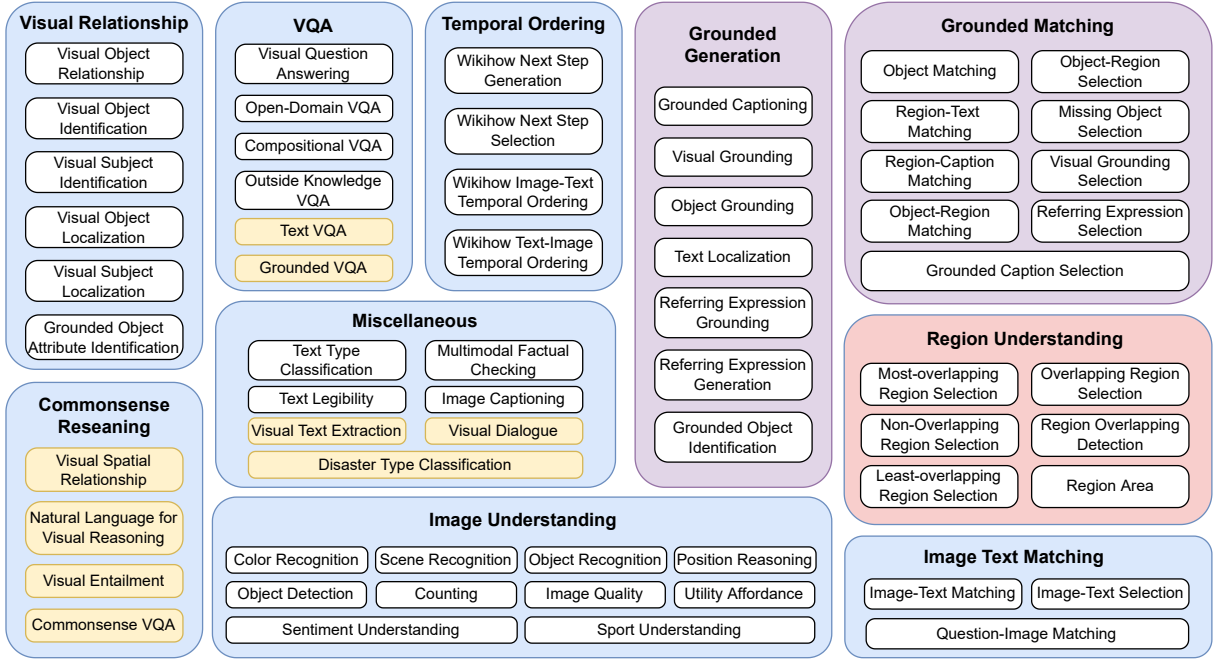 Visual Relationship
Visual Object
Relationship
Visual Object
Identification
Visual Subject
Identification
Visual Object
Localization
Visual Subject
Localization
Grounded Object
Attribute Identification
Commonsense
Reseaning
Visual Spatial
Relationship
Natural Language for
Visual Reasoning
Visual Entailment
Commonsense VQA
VQA
Visual Question
Answering
Open-Domain VQA
Compositional VQA
Outside Knowledge
VQA
Text VQA
Grounded VQA
Temporal Ordering
Wikihow Next Step
Generation
Wikihow Next Step
Selection
Wikihow Image-Text
Temporal Ordering
Wikihow Text-Image
Temporal Ordering
Miscellaneous
Text Type
Classification
Multimodal Factual
Checking
Text Legibility
Image Captioning
Visual Text Extraction
Visual Dialogue
Disaster Type Classification
Grounded
Generation
Grounded Captioning
Visual Grounding
Object Grounding
Text Localization
Referring Expression
Grounding
Referring Expression
Generation
Grounded Object
Identification
Grounded Matching
Object Matching
Object-Region
Selection
Region-Text
Matching
Missing Object
Selection
Region-Caption
Matching
Visual Grounding
Selection
Object-Region
Matching
Referring Expression
Selection
Grounded Caption Selection
Region Understanding
Most-overlapping
Region Selection
Overlapping Region
Selection
Non-Overlapping
Region Selection
Region Overlapping
Detection
Least-overlapping
Region Selection
Region Area
Image Understanding
Color Recognition
Scene Recognition
Object Recognition
Position Reasoning
Object Detection
Counting
Image Quality
Utility Affordance
Sentiment Understanding
Sport Understanding
Image Text Matching
Image-Text Matching
Image-Text Selection
Question-Image Matching